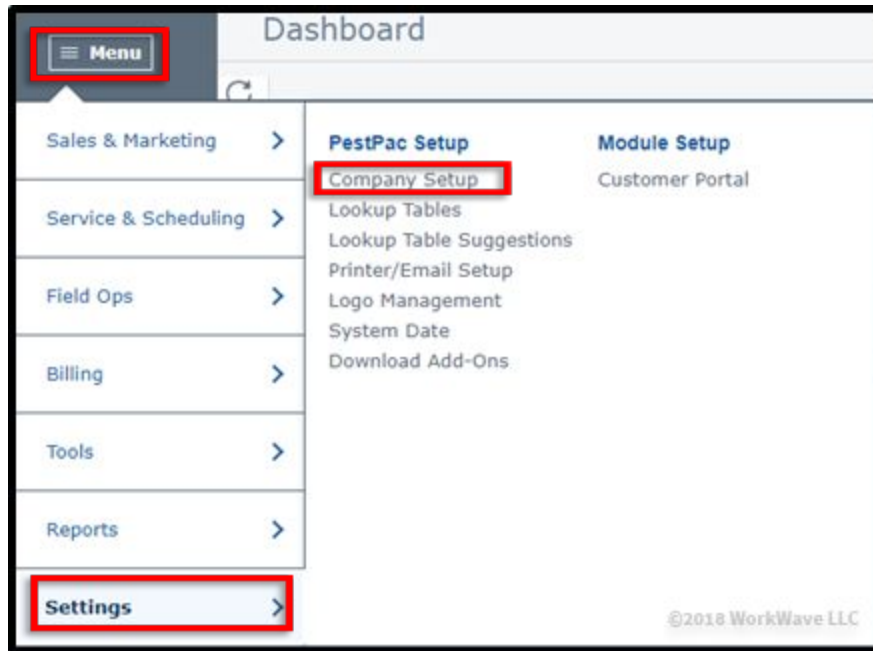 Dashboard
≡ Menu
Sales & Marketing
Service & Scheduling
Field Ops
Billing
Tools
Reports
Settings
PestPac Setup
Company Setup
Lookup Tables
Lookup Table Suggestions
Printer/Email Setup
Logo Management
System Date
Download Add-Ons
Module Setup
Customer Portal
©2018 WorkWave LLC